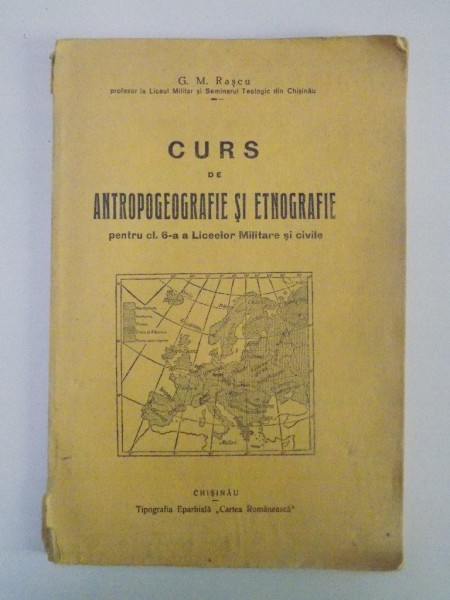 G. M. Rașcu
profesor la Liceul Militar și Seminerul Teologic din Chișinău
CURS
DE
ANTROPOGEOGRAFIE ȘI ETNOGRAFIE
pentru cl. 6-a a Liceelor Militare și civile
CHIȘINĂU
Tipografia Eparhială „Cartea Românească"